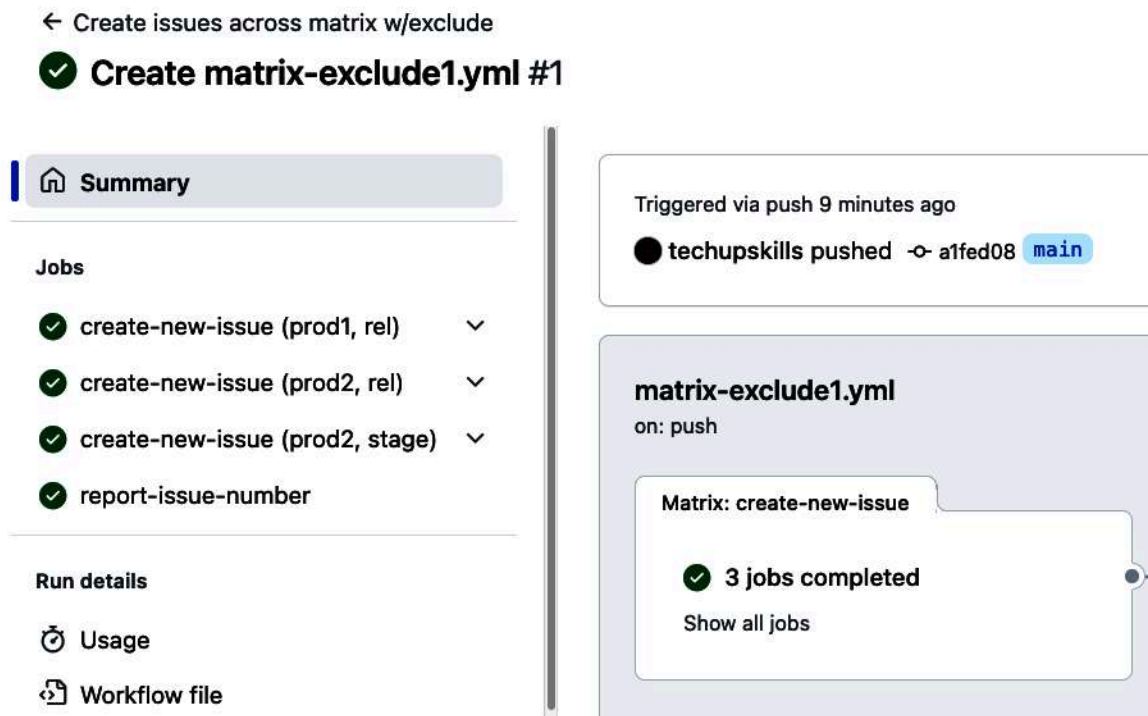 ← Create issues across matrix w/exclude
Create matrix-exclude1.yml #1
Summary
Jobs
create-new-issue (prod1, rel)
create-new-issue (prod2, rel)
create-new-issue (prod2, stage)
report-issue-number
Run details
Usage
Workflow file
Triggered via push 9 minutes ago
techupskills pushed a1fed08 main
matrix-exclude1.yml
on: push
Matrix: create-new-issue
3 jobs completed
Show all jobs